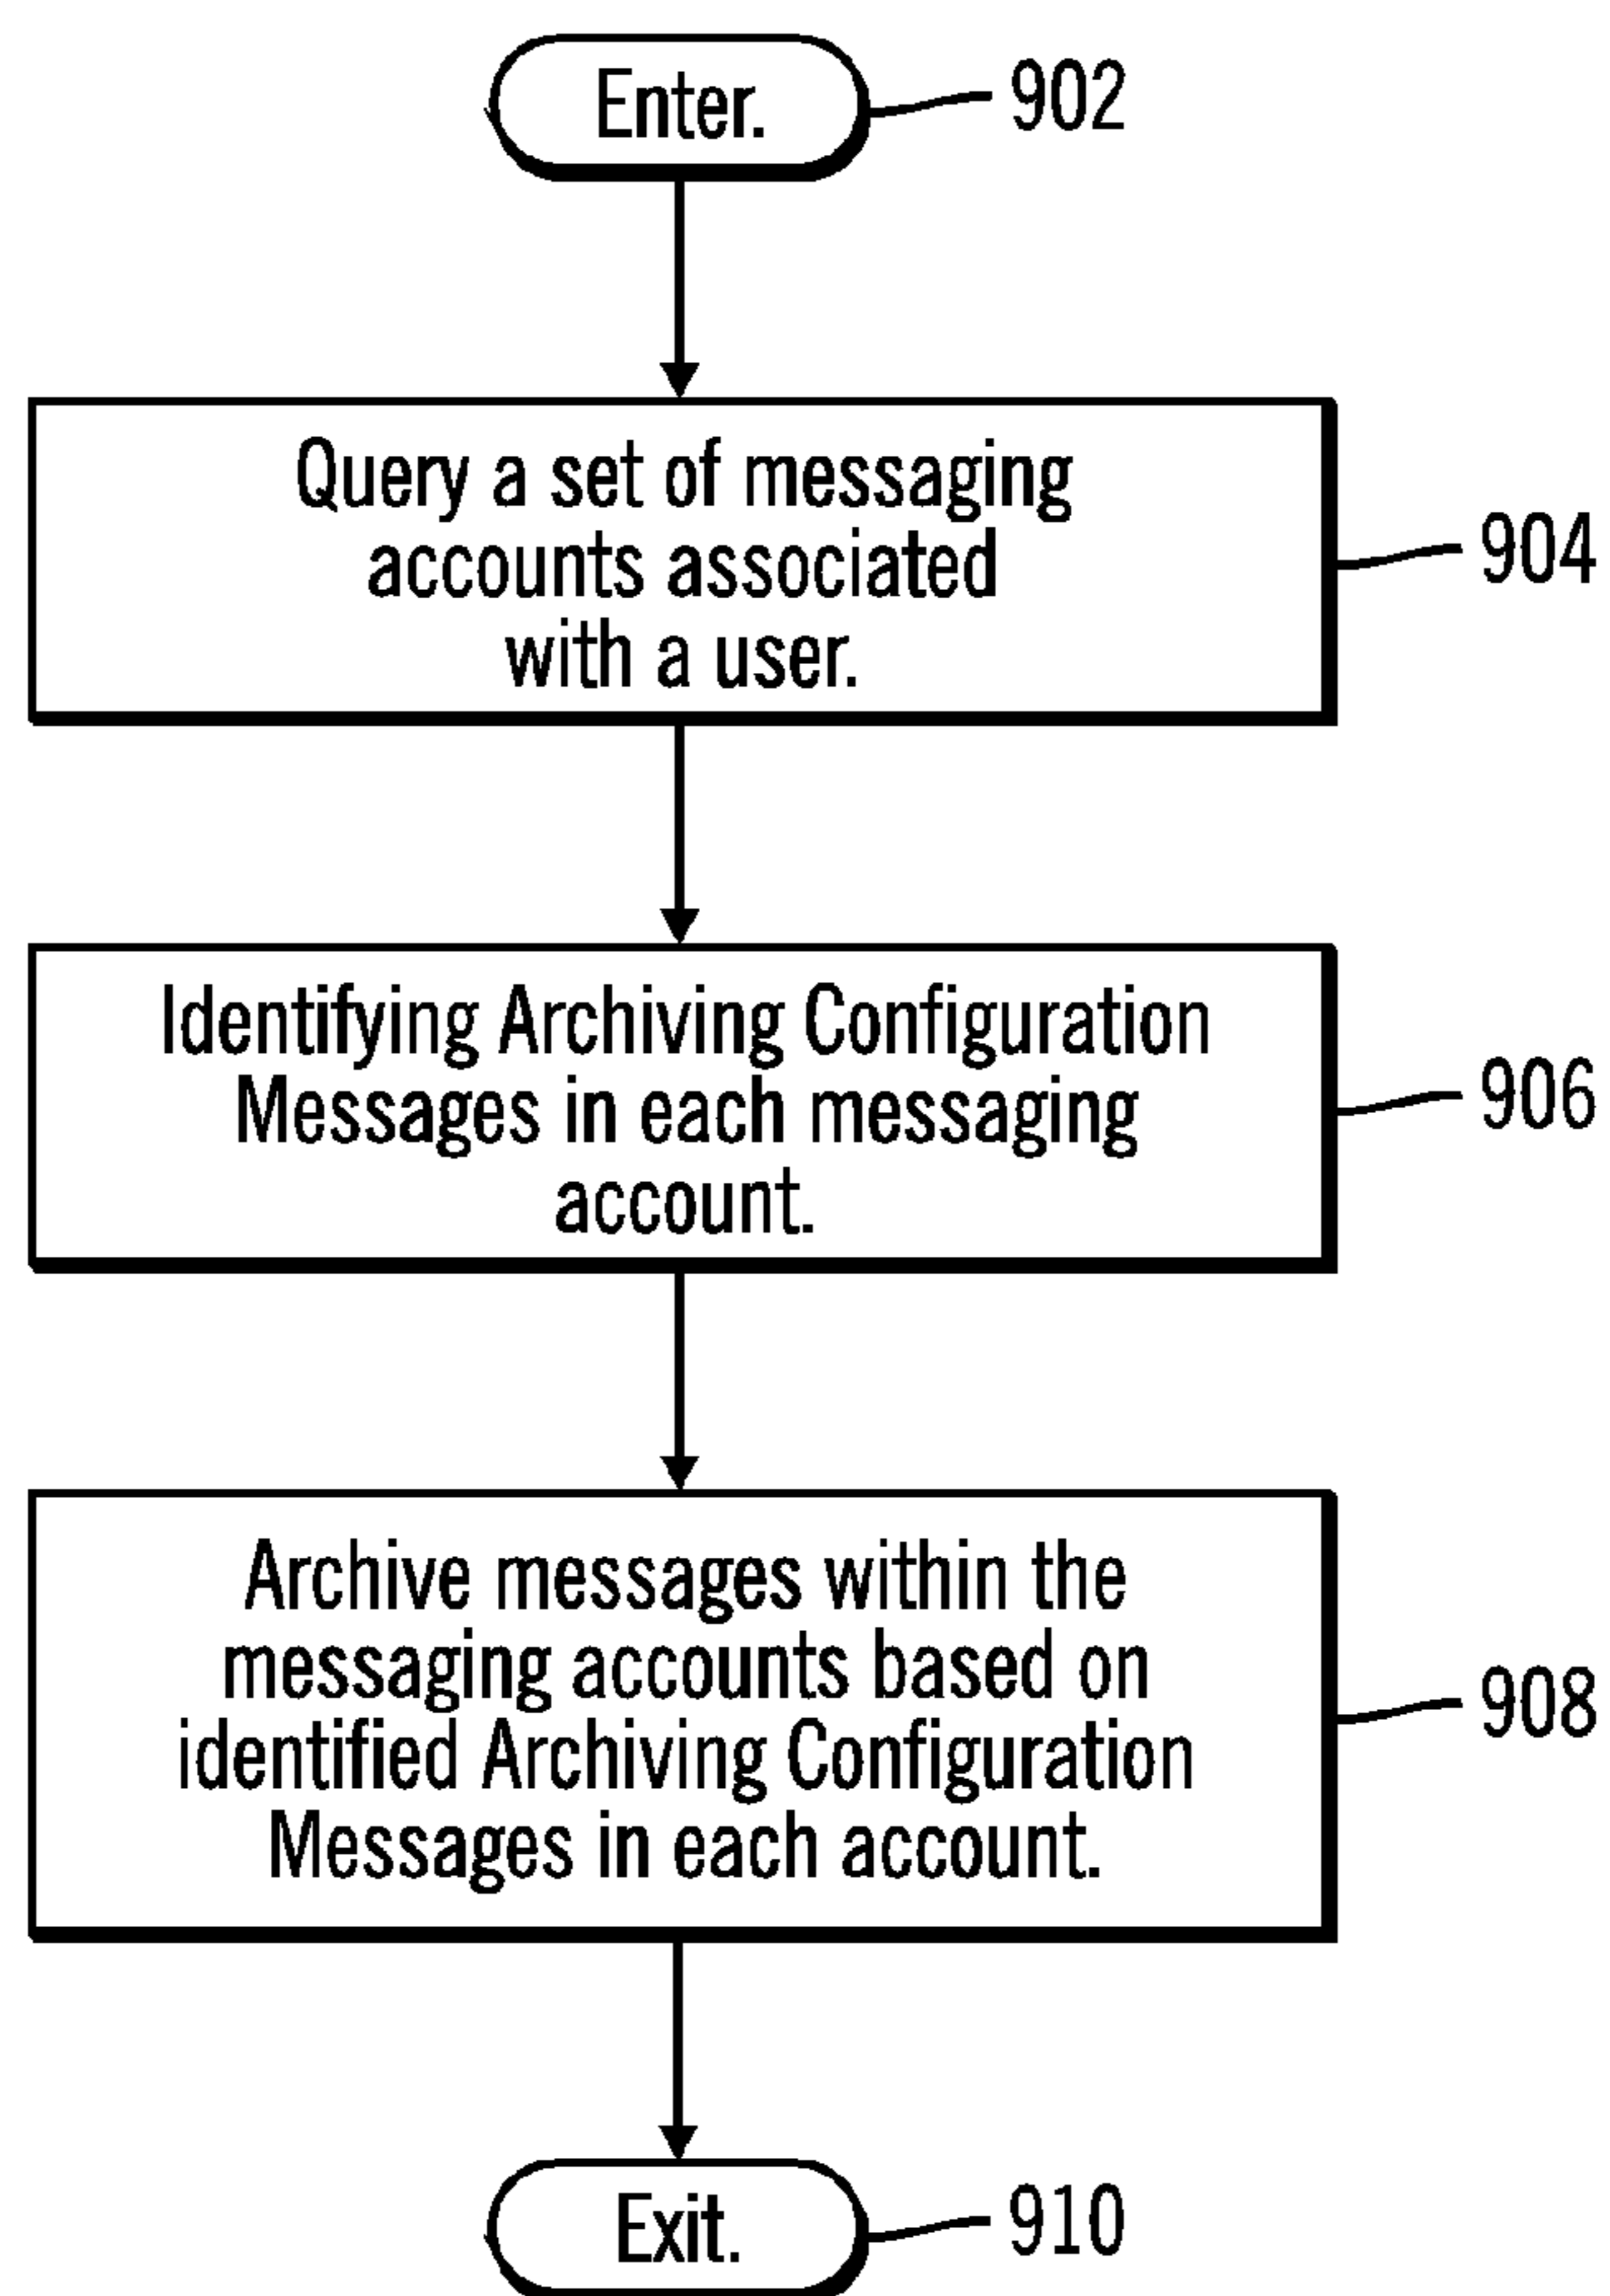 Enter.
902
Query a set of messaging
accounts associated
with a user.
904
Identifying Archiving Configuration
Messages in each messaging
account.
906
Archive messages within the
messaging accounts based on
identified Archiving Configuration
Messages in each account.
908
Exit.
910